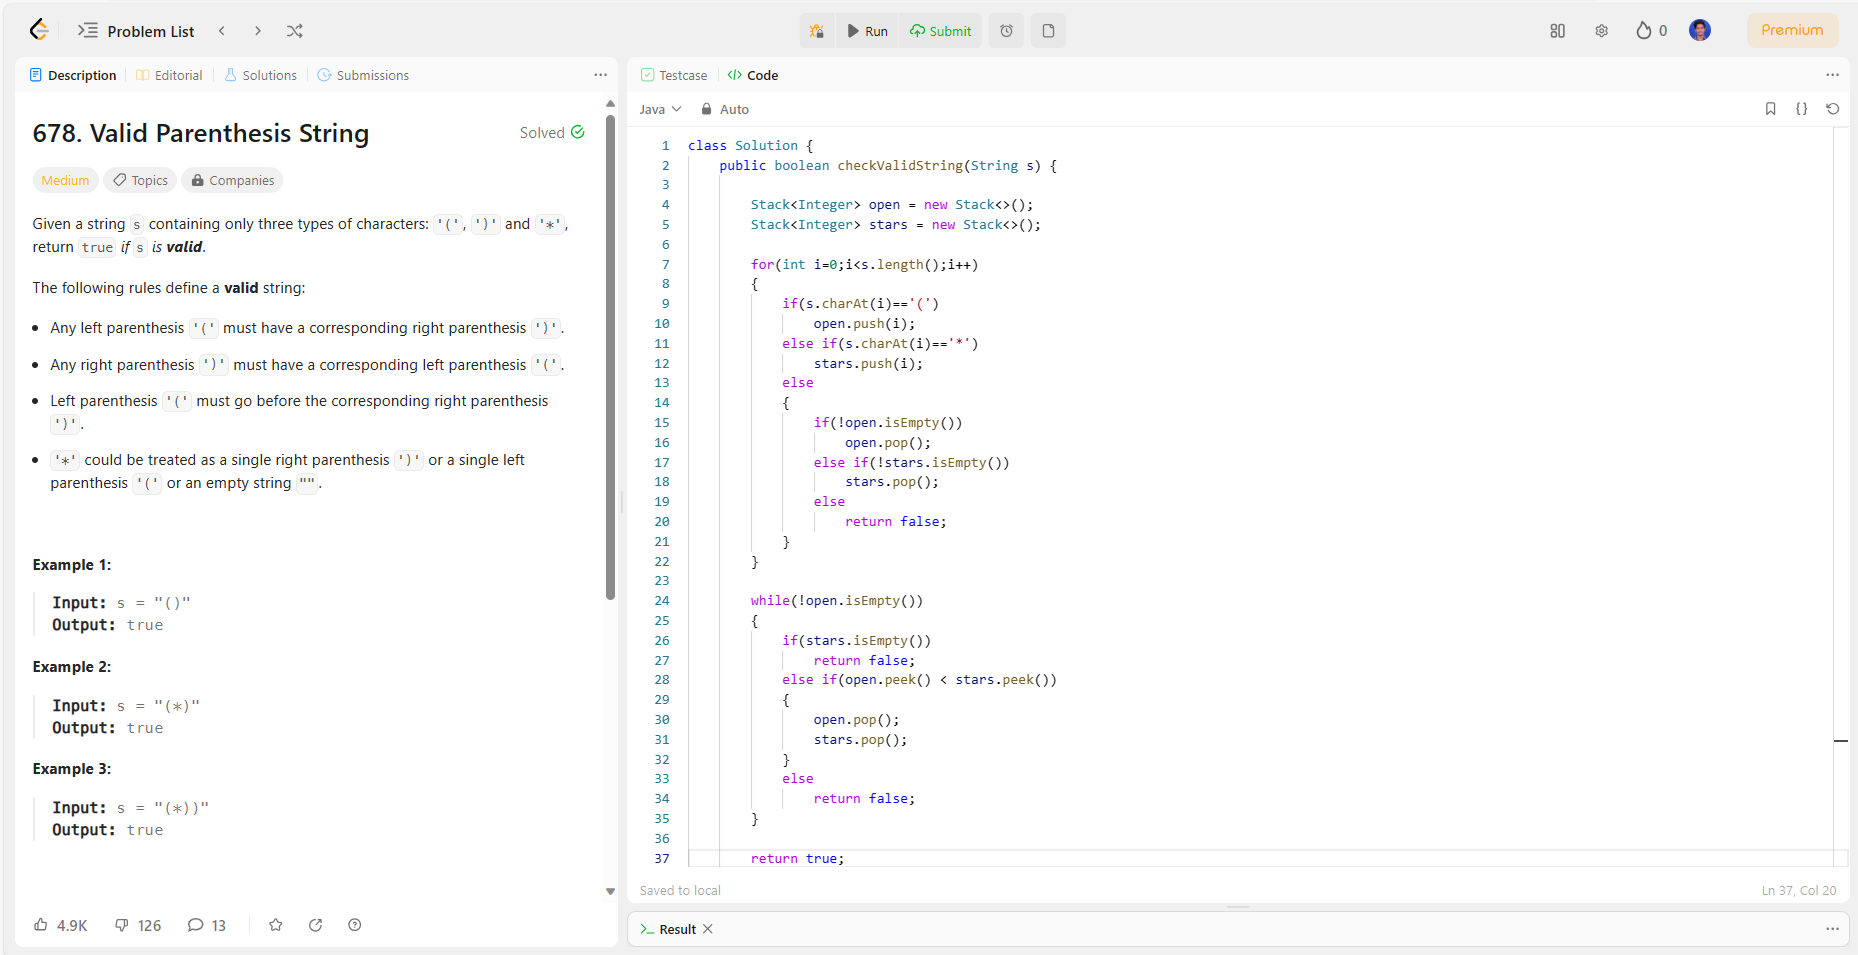 Problem List
Run
Submit
0
Premium
Description
Editorial
Solutions
Submissions
678. Valid Parenthesis String
Solved
Medium
Topics
Companies
Given a string s containing only three types of characters: '(', ')' and '*',
return true if s is valid.
The following rules define a valid string:
• Any left parenthesis '(' must have a corresponding right parenthesis ')'.
• Any right parenthesis ')' must have a corresponding left parenthesis '('.
• Left parenthesis '(' must go before the corresponding right parenthesis
')'.
• '*' could be treated as a single right parenthesis ')' or a single left
parenthesis '(' or an empty string "".
Example 1:
Input: s = "()"
Output: true
Example 2:
Input: s = "(*)"
Output: true
Example 3:
Input: s = "(*))"
Output: true
4.9K
126
13
Testcase
</> Code
Java
Auto
{}
1 class Solution {
2     public boolean checkValidString(String s) {
3
4         Stack<Integer> open = new Stack<>();
5         Stack<Integer> stars = new Stack<>();
6
7         for(int i=0;i<s.length();i++)
8         {
9             if(s.charAt(i)=='(')
10                 open.push(i);
11             else if(s.charAt(i)=='*')
12                 stars.push(i);
13             else
14             {
15                 if(!open.isEmpty())
16                     open.pop();
17                 else if(!stars.isEmpty())
18                     stars.pop();
19                 else
20                     return false;
21             }
22         }
23
24         while(!open.isEmpty())
25         {
26             if(stars.isEmpty())
27                 return false;
28             else if(open.peek() < stars.peek())
29             {
30                 open.pop();
31                 stars.pop();
32             }
33             else
34                 return false;
35         }
36
37         return true;
Saved to local
Ln 37, Col 20
Result